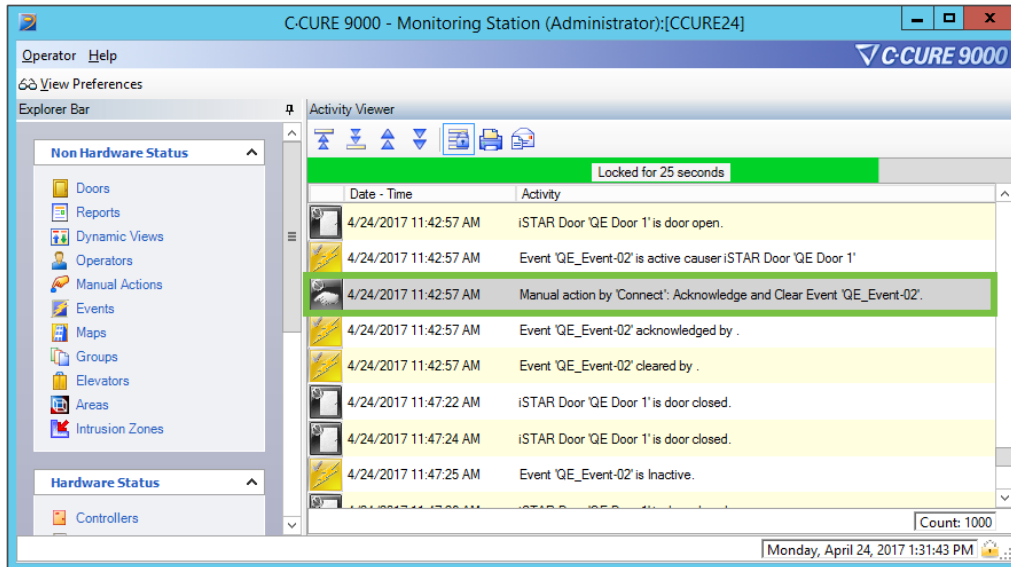 C·CURE 9000 - Monitoring Station (Administrator):[CCURE24]
Operator Help
C·CURE 9000
View Preferences
Explorer Bar
Non Hardware Status
Doors
Reports
Dynamic Views
Operators
Manual Actions
Events
Maps
Groups
Elevators
Areas
Intrusion Zones
Hardware Status
Controllers
Activity Viewer
Locked for 25 seconds
Date - Time Activity
4/24/2017 11:42:57 AM iSTAR Door 'QE Door 1' is door open.
4/24/2017 11:42:57 AM Event 'QE_Event-02' is active causer iSTAR Door 'QE Door 1'
4/24/2017 11:42:57 AM Manual action by 'Connect': Acknowledge and Clear Event 'QE_Event-02'.
4/24/2017 11:42:57 AM Event 'QE_Event-02' acknowledged by .
4/24/2017 11:42:57 AM Event 'QE_Event-02' cleared by .
4/24/2017 11:47:22 AM iSTAR Door 'QE Door 1' is door closed.
4/24/2017 11:47:24 AM iSTAR Door 'QE Door 1' is door closed.
4/24/2017 11:47:25 AM Event 'QE_Event-02' is Inactive.
Count: 1000
Monday, April 24, 2017 1:31:43 PM